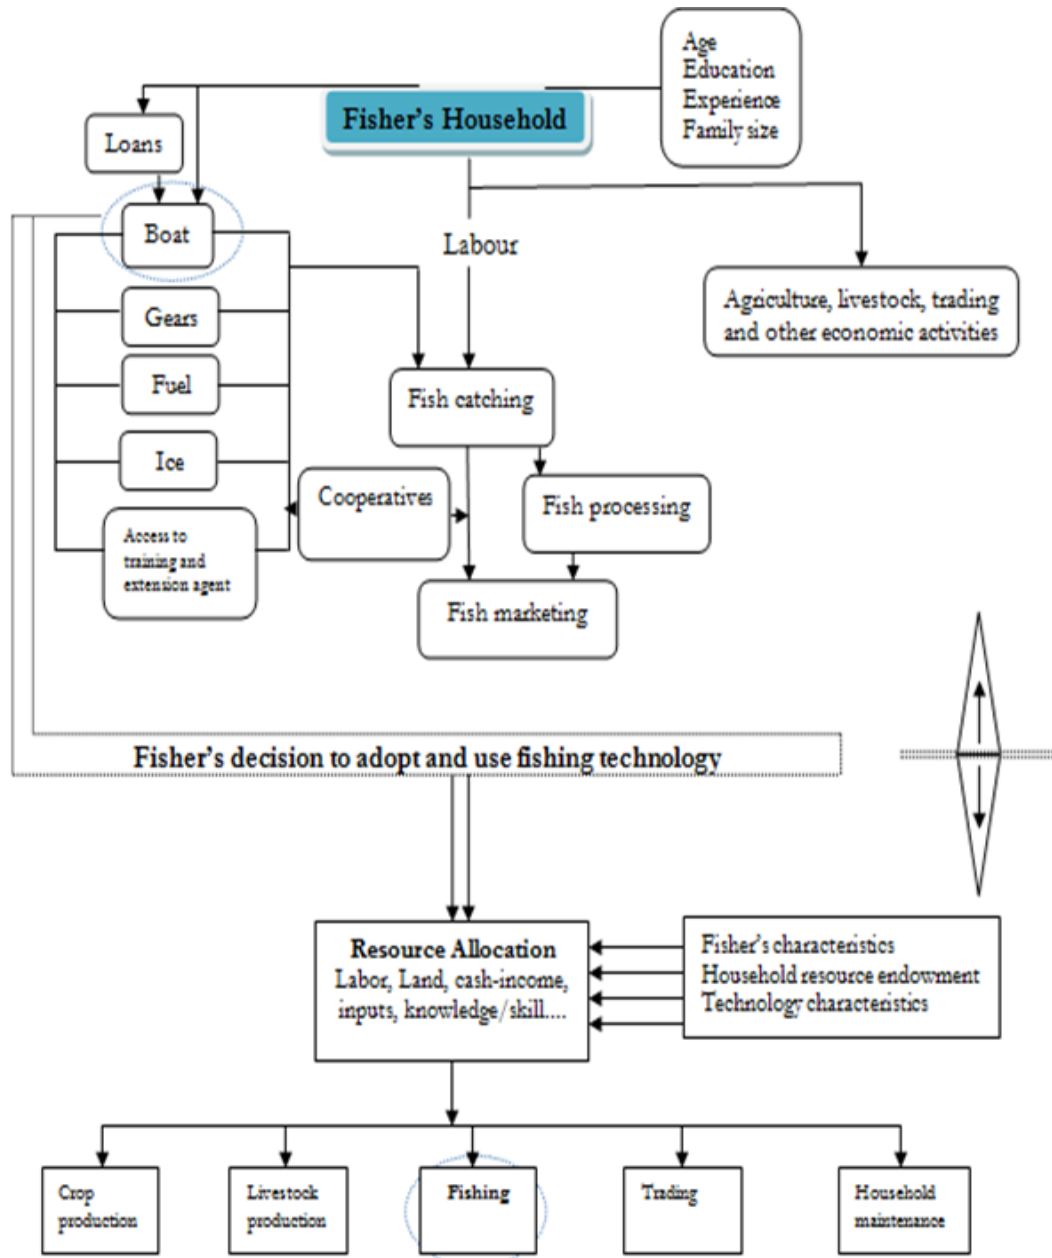 Age
Education
Experience
Family size
Fisher's Household
Loans
Boat
Labour
Gears
Agriculture, livestock, trading
and other economic activities
Fuel
Fish catching
Ice
Cooperatives
Fish processing
Access to
training and
extension agent
Fish marketing
Fisher's decision to adopt and use fishing technology
Resource Allocation
Labor, Land, cash-income,
inputs, knowledge/skill....
Fisher's characteristics
Household resource endowment
Technology characteristics
Crop
production
Livestock
production
Fishing
Trading
Household
maintenance